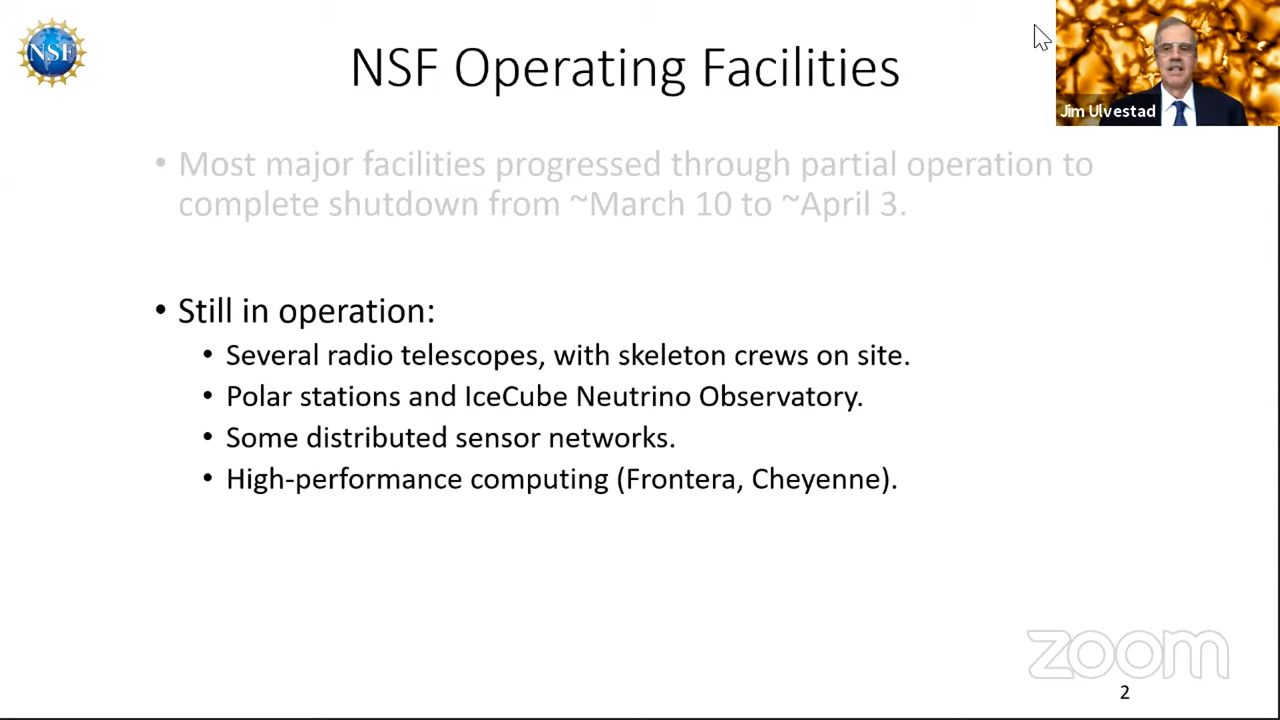 NSF
NSF Operating Facilities
Jim Ulvestad
• Most major facilities progressed through partial operation to
complete shutdown from ~March 10 to ~April 3.
• Still in operation:
• Several radio telescopes, with skeleton crews on site.
• Polar stations and IceCube Neutrino Observatory.
• Some distributed sensor networks.
• High-performance computing (Frontera, Cheyenne).
zoom
2